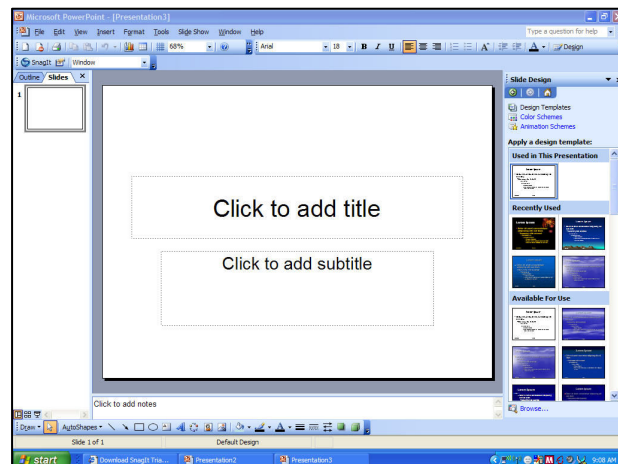 Microsoft PowerPoint - [Presentation3]
File Edit View Insert Format Tools Slide Show Window Help Type a question for help
68% Arial 18 B I U A Design
SnagIt Window
Outline Slides X
1
Click to add title
Click to add subtitle
Click to add notes
Slide Design
Design Templates
Color Schemes
Animation Schemes
Apply a design template:
Used in This Presentation
Recently Used
Available For Use
Browse...
Draw AutoShapes
Slide 1 of 1 Default Design
start Download SnagIt Tria... Presentation2 Presentation3 9:08 AM